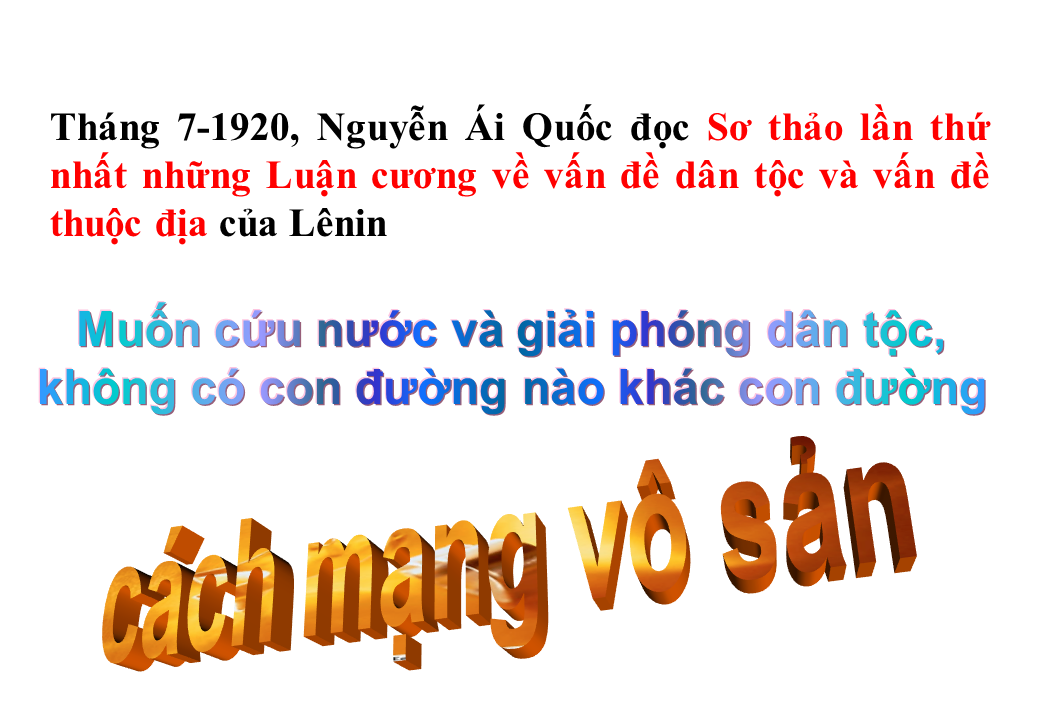 Tháng 7-1920, Nguyễn Ái Quốc đọc Sơ thảo lần thứ
nhất những Luận cương về vấn đề dân tộc và vấn đề
thuộc địa của Lênin
Muốn cứu nước và giải phóng dân tộc,
không có con đường nào khác con đường
cách mạng vô sản